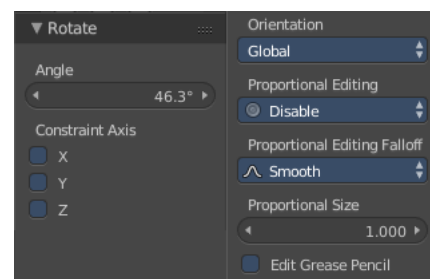 Rotate
Angle
46.3°
Constraint Axis
X
Y
Z
Orientation
Global
Proportional Editing
Disable
Proportional Editing Falloff
Smooth
Proportional Size
1.000
Edit Grease Pencil